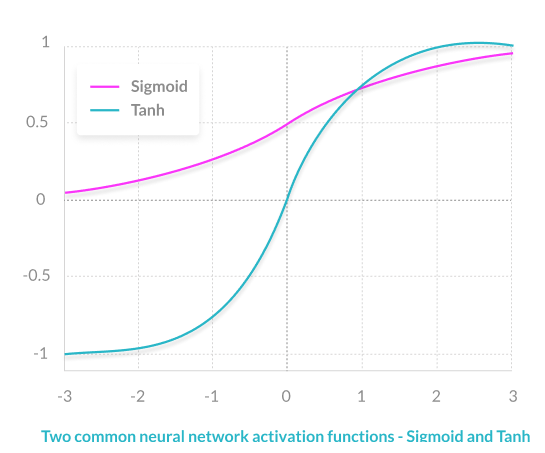 1
Sigmoid
Tanh
0.5
0
-0.5
-1
-3 -2 -1 0 1 2 3
Two common neural network activation functions - Sigmoid and Tanh